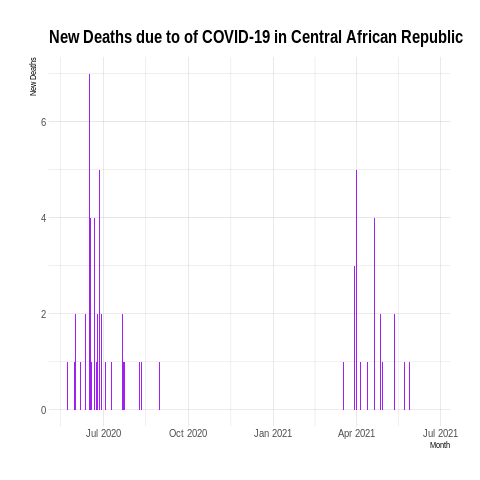 New Deaths due to of COVID-19 in Central African Republic
New Deaths
6
4
2
0
Jul 2020 Oct 2020 Jan 2021 Apr 2021 Jul 2021
Month